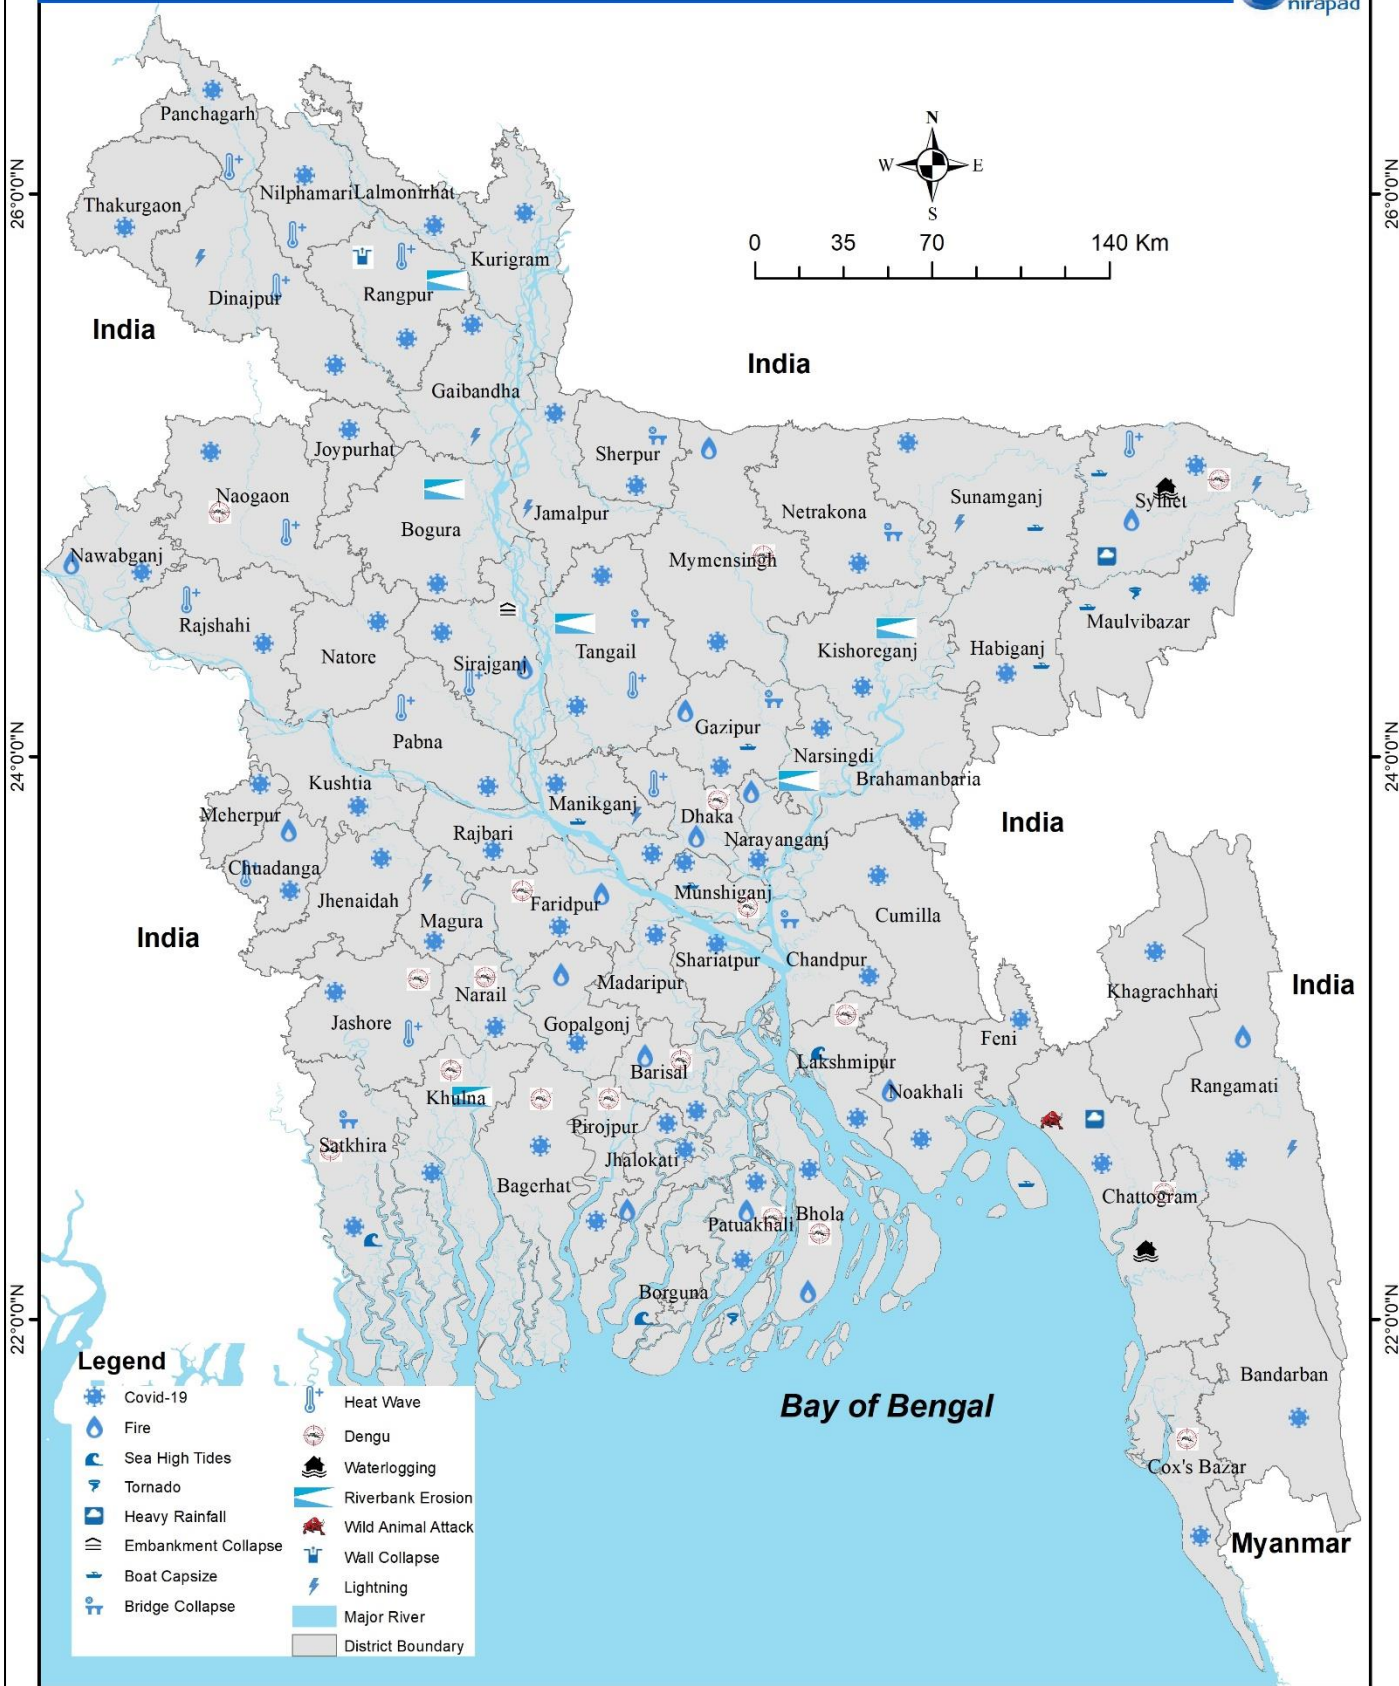 nirapad
N
W E
S
0 35 70 140 Km
26°0'0"N
26°0'0"N
24°0'0"N
24°0'0"N
22°0'0"N
22°0'0"N
Panchagarh
Thakurgaon
Nilphamari
Lalmonirhat
Kurigram
Dinajpur
Rangpur
India
India
Gaibandha
Joypurhat
Sherpur
Naogaon
Bogura
Jamalpur
Netrakona
Sunamganj
Sylhet
Nawabganj
Mymensingh
Rajshahi
Natore
Sirajganj
Tangail
Kishoreganj
Habiganj
Maulvibazar
Pabna
Gazipur
Narsingdi
Brahamanbaria
Kushtia
Meherpur
Manikganj
Dhaka
Narayanganj
India
Rajbari
Chuadanga
Jhenaidah
Magura
Faridpur
Munshiganj
Cumilla
India
Shariatpur
Chandpur
Madaripur
Khagrachhari
India
Jashore
Narail
Gopalgonj
Feni
Barisal
Lakshmipur
Noakhali
Rangamati
Khulna
Pirojpur
Satkhira
Jhalokati
Bagerhat
Chattogram
Patuakhali
Bhola
Borguna
Bandarban
Bay of Bengal
Cox's Bazar
Myanmar
Legend
Covid-19
Fire
Sea High Tides
Tornado
Heavy Rainfall
Embankment Collapse
Boat Capsize
Bridge Collapse
Heat Wave
Dengu
Waterlogging
Riverbank Erosion
Wild Animal Attack
Wall Collapse
Lightning
Major River
District Boundary